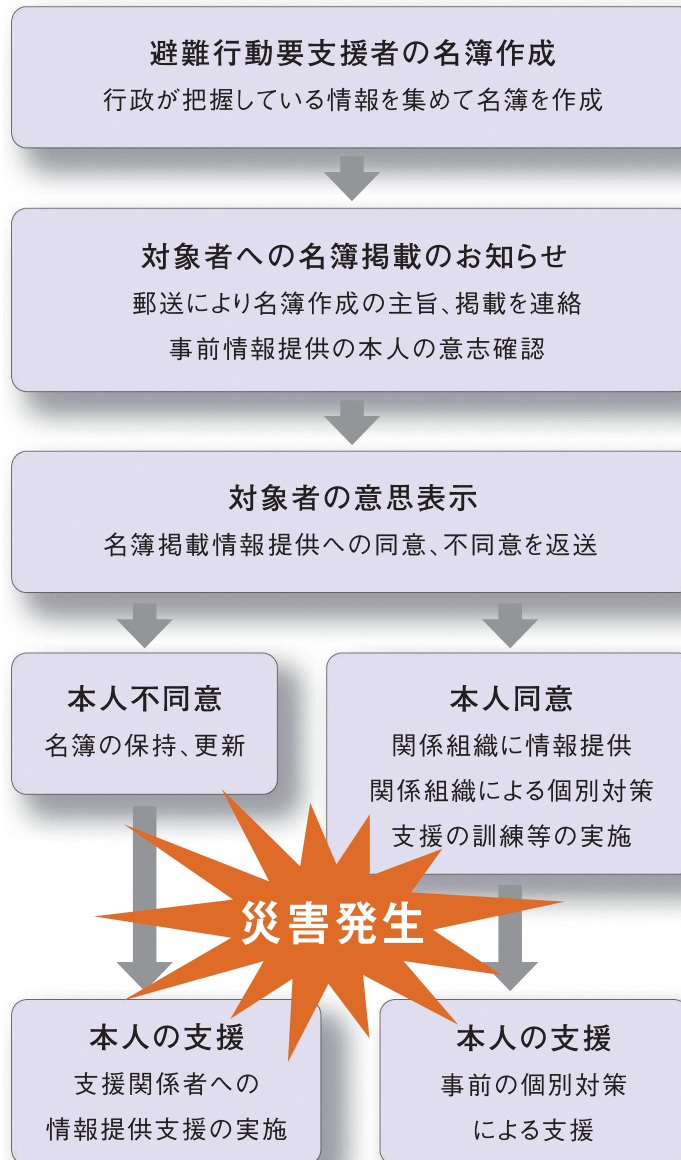 避難行動要支援者の名簿作成
行政が把握している情報を集めて名簿を作成
対象者への名簿掲載のお知らせ
郵送により名簿作成の主旨、掲載を連絡
事前情報提供の本人の意志確認
対象者の意思表示
名簿掲載情報提供への同意、不同意を返送
本人不同意
名簿の保持、更新
本人同意
関係組織に情報提供
関係組織による個別対策
支援の訓練等の実施
災害発生
本人の支援
支援関係者への
情報提供支援の実施
本人の支援
事前の個別対策
による支援